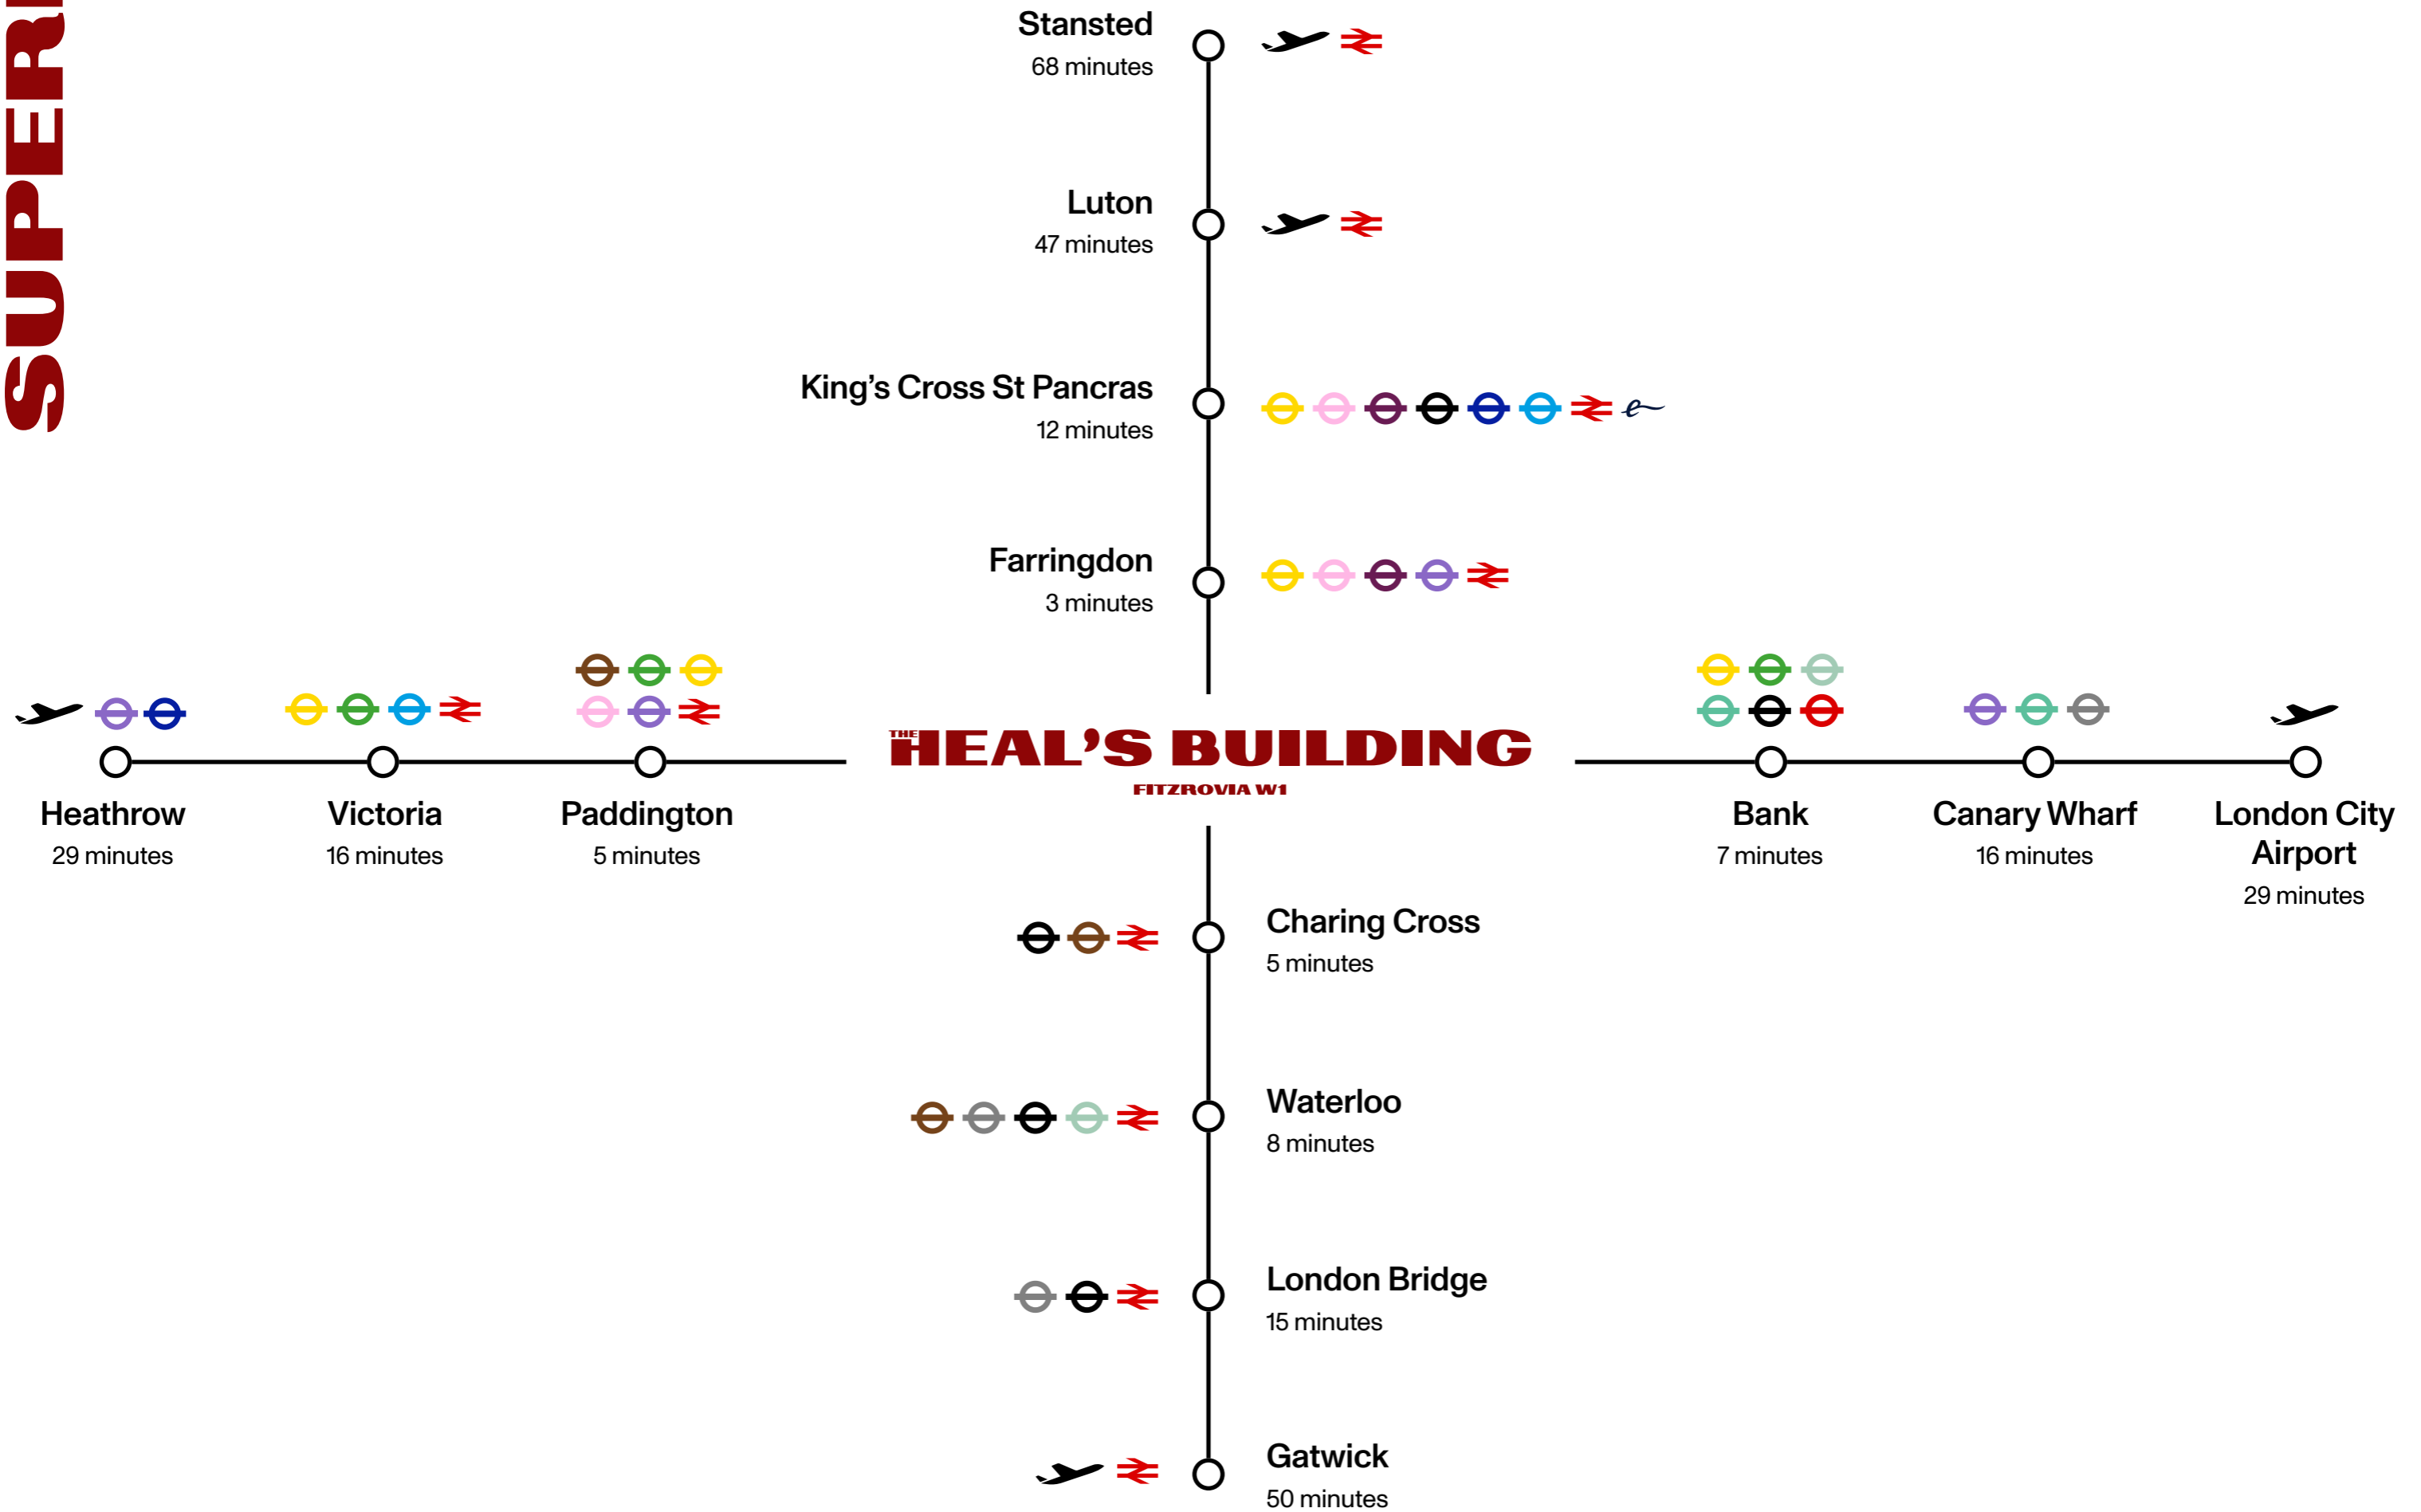 SUPER
Stansted
68 minutes
Luton
47 minutes
King’s Cross St Pancras
12 minutes
Farringdon
3 minutes
Heathrow
29 minutes
Victoria
16 minutes
Paddington
5 minutes
THE HEAL’S BUILDING
FITZROVIA W1
Bank
7 minutes
Canary Wharf
16 minutes
London City
Airport
29 minutes
Charing Cross
5 minutes
Waterloo
8 minutes
London Bridge
15 minutes
Gatwick
50 minutes